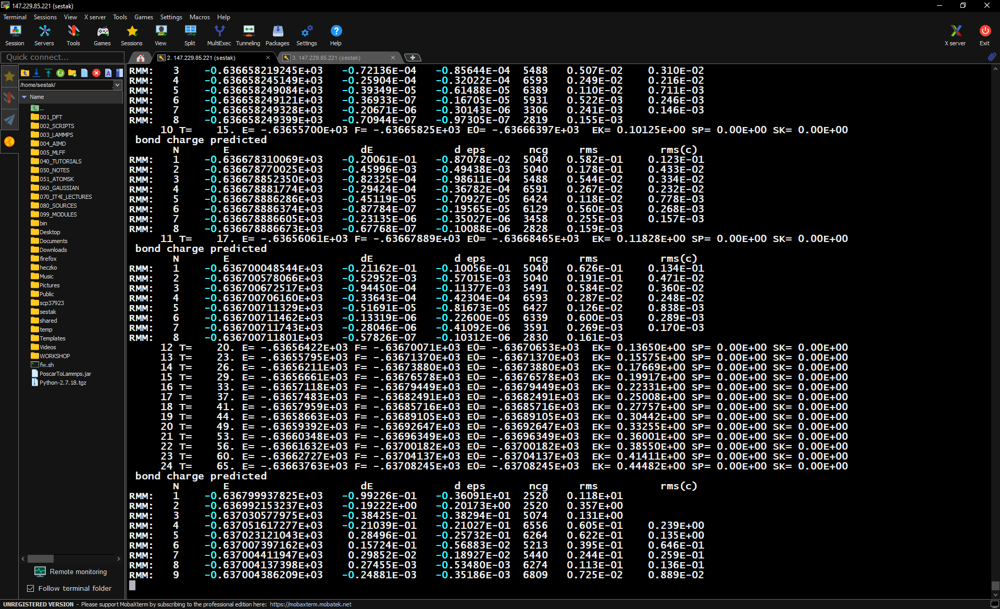 147.229.85.221 (sestak)
Terminal Sessions View X server Tools Games Settings Macros Help
Session Servers Tools Games Sessions View Split MultiExec Tunneling Packages Settings Help X server Exit
Quick connect...
2. 147.229.85.221 (sestak)
3. 147.229.85.221 (sestak)
/home/sestak/
Name
..
001_DFT
002_SCRIPTS
003_LAMMPS
004_AIMD
005_MLFF
040_TUTORIALS
050_NOTES
051_ATOMSK
060_GAUSSIAN
070_IT4I_LECTURES
080_SOURCES
099_MODULES
bin
Desktop
Documents
Downloads
firefox
heczko
Music
Pictures
Public
scp37923
sestak
shared
temp
Templates
Videos
WORKSHOP
fw.sh
PoscarToLammps.jar
Python-2.7.18.tgz
Remote monitoring
Follow terminal folder
RMM: 3 -0.636658219245E+03 -0.72136E-04 -0.85644E-04 5488 0.507E-02 0.310E-02
RMM: 4 -0.636658245149E+03 -0.25904E-04 -0.32022E-04 6593 0.249E-02 0.216E-02
RMM: 5 -0.636658249084E+03 -0.39349E-05 -0.61488E-05 6389 0.110E-02 0.711E-03
RMM: 6 -0.636658249121E+03 -0.36933E-07 -0.16705E-05 5931 0.522E-03 0.246E-03
RMM: 7 -0.636658249328E+03 -0.20671E-06 -0.30143E-06 3306 0.241E-03 0.146E-03
RMM: 8 -0.636658249399E+03 -0.70944E-07 -0.97305E-07 2819 0.155E-03
10 T= 15. E= -.63655700E+03 F= -.63665825E+03 E0= -.63666397E+03 EK= 0.10125E+00 SP= 0.00E+00 SK= 0.00E+00
bond charge predicted
N E dE d eps ncg rms rms(c)
RMM: 1 -0.636678310069E+03 -0.20061E-01 -0.87078E-02 5040 0.582E-01 0.123E-01
RMM: 2 -0.636678770025E+03 -0.45996E-03 -0.49438E-03 5040 0.178E-01 0.433E-02
RMM: 3 -0.636678852350E+03 -0.82325E-04 -0.98611E-04 5488 0.544E-02 0.334E-02
RMM: 4 -0.636678881774E+03 -0.29424E-04 -0.36782E-04 6591 0.267E-02 0.232E-02
RMM: 5 -0.636678886286E+03 -0.45119E-05 -0.70927E-05 6424 0.118E-02 0.778E-03
RMM: 6 -0.636678886374E+03 -0.87784E-07 -0.19565E-05 6129 0.560E-03 0.268E-03
RMM: 7 -0.636678886605E+03 -0.23135E-06 -0.35027E-06 3458 0.255E-03 0.157E-03
RMM: 8 -0.636678886673E+03 -0.67768E-07 -0.10088E-06 2828 0.159E-03
11 T= 17. E= -.63656061E+03 F= -.63667889E+03 E0= -.63668465E+03 EK= 0.11828E+00 SP= 0.00E+00 SK= 0.00E+00
bond charge predicted
N E dE d eps ncg rms rms(c)
RMM: 1 -0.636700048544E+03 -0.21162E-01 -0.10056E-01 5040 0.626E-01 0.134E-01
RMM: 2 -0.636700578066E+03 -0.52952E-03 -0.57015E-03 5040 0.191E-01 0.471E-02
RMM: 3 -0.636700672517E+03 -0.94450E-04 -0.11377E-03 5491 0.584E-02 0.360E-02
RMM: 4 -0.636700706160E+03 -0.33643E-04 -0.42304E-04 6593 0.287E-02 0.248E-02
RMM: 5 -0.636700711329E+03 -0.51691E-05 -0.81673E-05 6427 0.126E-02 0.838E-03
RMM: 6 -0.636700711462E+03 -0.13319E-06 -0.22600E-05 6339 0.600E-03 0.289E-03
RMM: 7 -0.636700711743E+03 -0.28046E-06 -0.41092E-06 3591 0.269E-03 0.170E-03
RMM: 8 -0.636700711801E+03 -0.57826E-07 -0.10312E-06 2830 0.161E-03
12 T= 20. E= -.63656422E+03 F= -.63670071E+03 E0= -.63670653E+03 EK= 0.13650E+00 SP= 0.00E+00 SK= 0.00E+00
13 T= 23. E= -.63655795E+03 F= -.63671370E+03 E0= -.63671370E+03 EK= 0.15575E+00 SP= 0.00E+00 SK= 0.00E+00
14 T= 26. E= -.63656211E+03 F= -.63673880E+03 E0= -.63673880E+03 EK= 0.17669E+00 SP= 0.00E+00 SK= 0.00E+00
15 T= 29. E= -.63656661E+03 F= -.63676578E+03 E0= -.63676578E+03 EK= 0.19917E+00 SP= 0.00E+00 SK= 0.00E+00
16 T= 33. E= -.63657118E+03 F= -.63679449E+03 E0= -.63679449E+03 EK= 0.22331E+00 SP= 0.00E+00 SK= 0.00E+00
17 T= 37. E= -.63657483E+03 F= -.63682491E+03 E0= -.63682491E+03 EK= 0.25008E+00 SP= 0.00E+00 SK= 0.00E+00
18 T= 41. E= -.63657959E+03 F= -.63685716E+03 E0= -.63685716E+03 EK= 0.27757E+00 SP= 0.00E+00 SK= 0.00E+00
19 T= 44. E= -.63658663E+03 F= -.63689105E+03 E0= -.63689105E+03 EK= 0.30442E+00 SP= 0.00E+00 SK= 0.00E+00
20 T= 49. E= -.63659392E+03 F= -.63692647E+03 E0= -.63692647E+03 EK= 0.33255E+00 SP= 0.00E+00 SK= 0.00E+00
21 T= 53. E= -.63660348E+03 F= -.63696349E+03 E0= -.63696349E+03 EK= 0.36001E+00 SP= 0.00E+00 SK= 0.00E+00
22 T= 56. E= -.63661632E+03 F= -.63700182E+03 E0= -.63700182E+03 EK= 0.38550E+00 SP= 0.00E+00 SK= 0.00E+00
23 T= 60. E= -.63662727E+03 F= -.63704137E+03 E0= -.63704137E+03 EK= 0.41411E+00 SP= 0.00E+00 SK= 0.00E+00
24 T= 65. E= -.63663763E+03 F= -.63708245E+03 E0= -.63708245E+03 EK= 0.44482E+00 SP= 0.00E+00 SK= 0.00E+00
bond charge predicted
N E dE d eps ncg rms rms(c)
RMM: 1 -0.636799937825E+03 -0.99226E-01 -0.36091E+01 2520 0.118E+01
RMM: 2 -0.636992153237E+03 -0.19222E+00 -0.20173E+00 2520 0.357E+00
RMM: 3 -0.637030577975E+03 -0.38425E-01 -0.38294E-01 5074 0.131E+00
RMM: 4 -0.637051617277E+03 -0.21039E-01 -0.21027E-01 6556 0.605E-01 0.239E+00
RMM: 5 -0.637023121043E+03 0.28496E-01 -0.25732E-01 6264 0.622E-01 0.135E+00
RMM: 6 -0.637007397162E+03 0.15724E-01 -0.56883E-02 5213 0.395E-01 0.646E-01
RMM: 7 -0.637004411947E+03 0.29852E-02 -0.18927E-02 5440 0.244E-01 0.259E-01
RMM: 8 -0.637004137398E+03 0.27455E-03 -0.53480E-03 6274 0.113E-01 0.136E-01
RMM: 9 -0.637004386209E+03 -0.24881E-03 -0.35186E-03 6809 0.725E-02 0.889E-02
UNREGISTERED VERSION - Please support MobaXterm by subscribing to the professional edition here: https://mobaxterm.mobatek.net